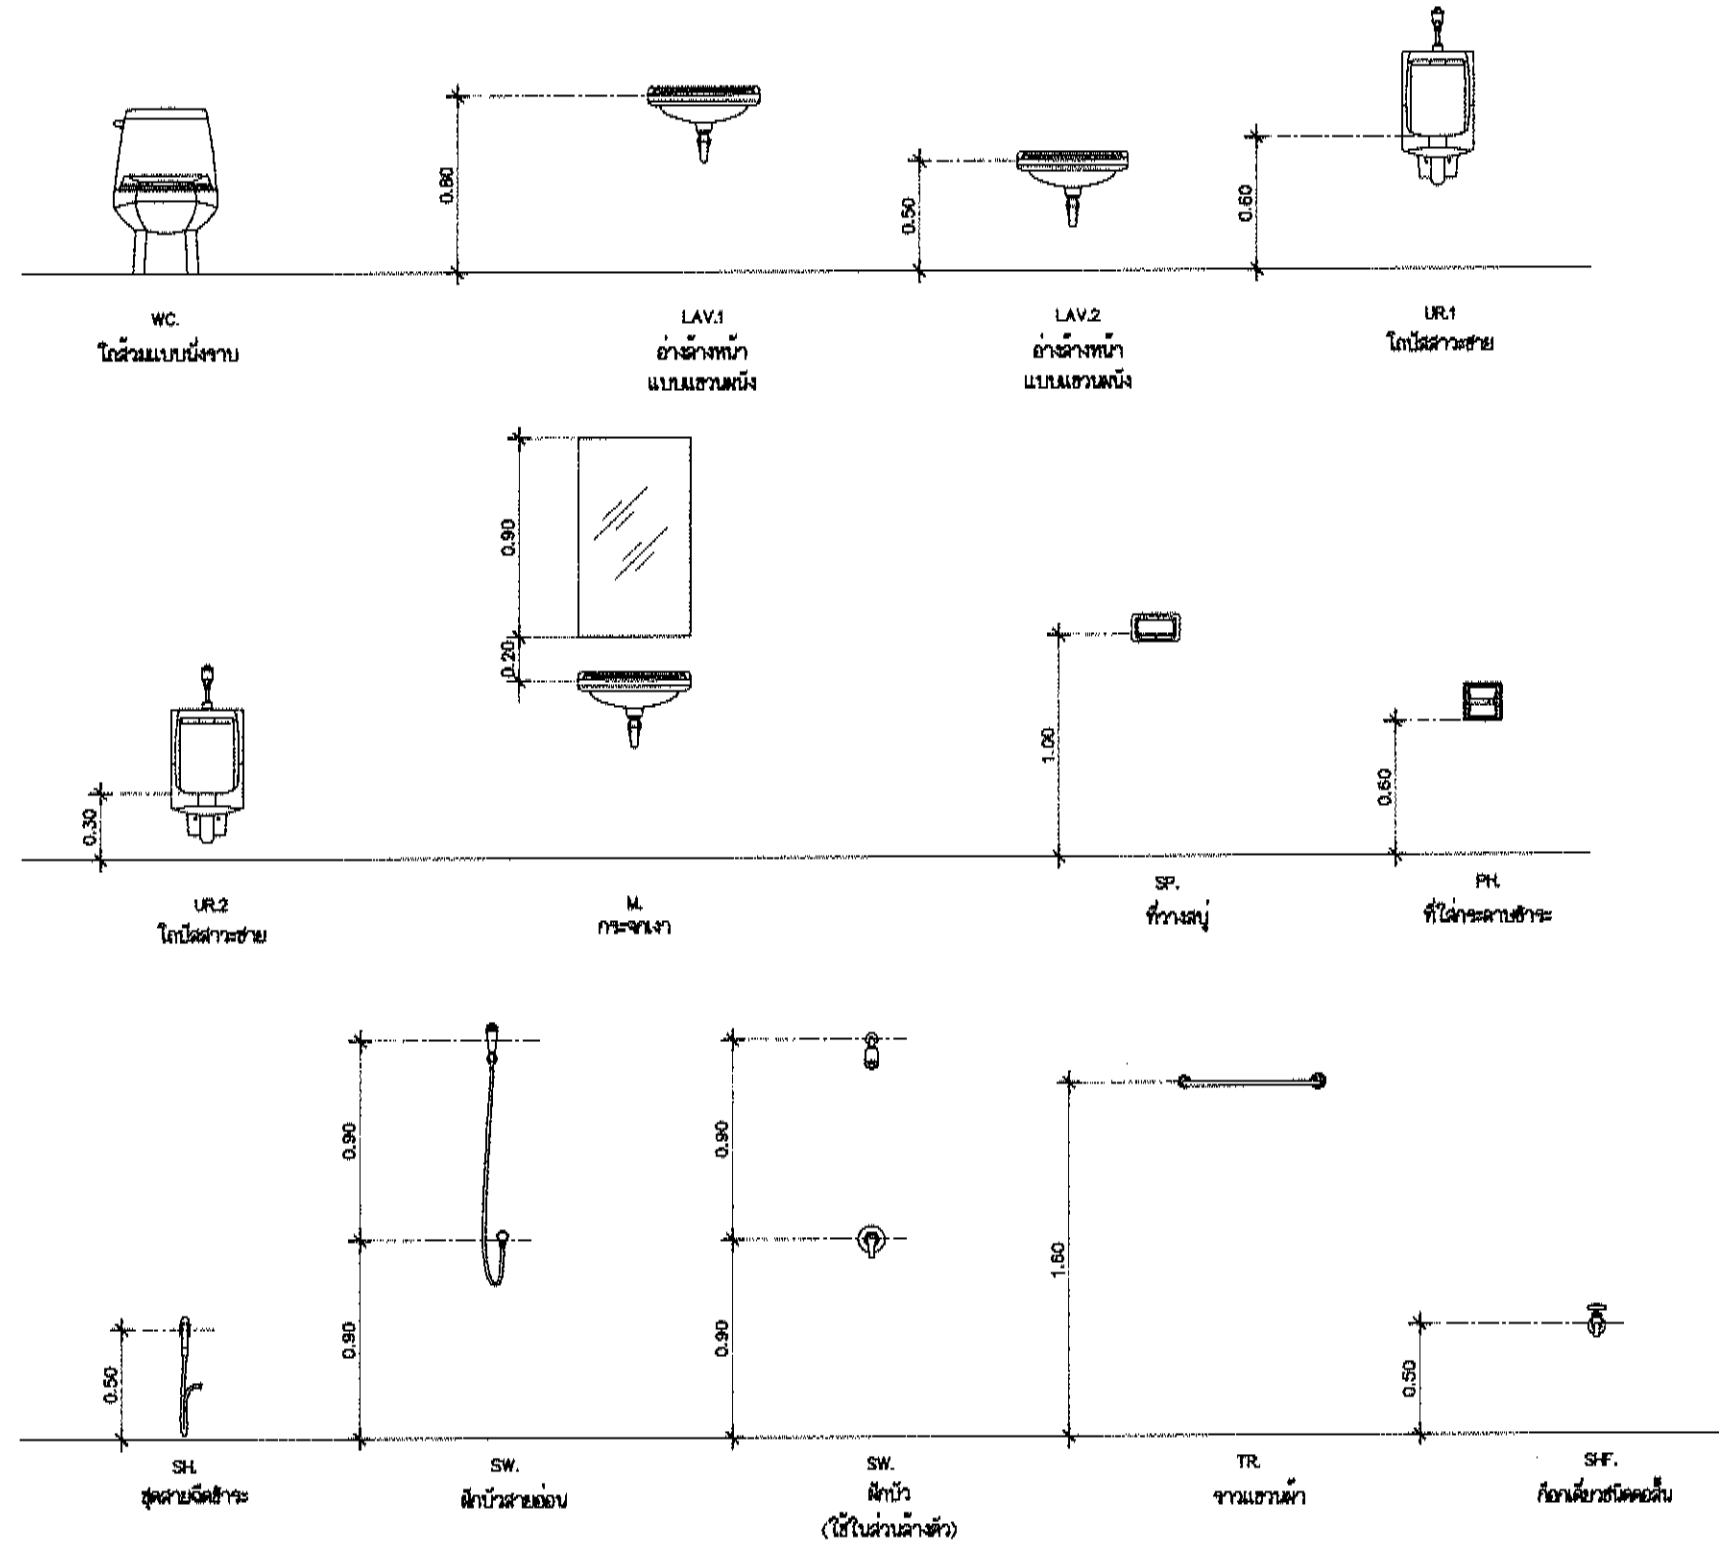 0.80
0.50
0.60
WC.
โถส้วมแบบนั่งราบ
LAV.1
อ่างล้างหน้า
แบบแขวนผนัง
LAV.2
อ่างล้างหน้า
แบบแขวนผนัง
UR.1
โถปัสสาวะชาย
0.90
0.20
1.00
0.60
0.30
UR.2
โถปัสสาวะชาย
M.
กระจกเงา
SP.
ที่วางสบู่
PH.
ที่ใส่กระดาษชำระ
0.90
0.90
0.90
0.90
1.60
0.50
0.50
SH.
ชุดสายฉีดชำระ
SW.
ฝักบัวสายอ่อน
SW.
ฝักบัว
(ใช้ในส่วนล้างตัว)
TR.
ราวแขวนผ้า
SHF.
ก๊อกเดี่ยวชนิดคอสั้น